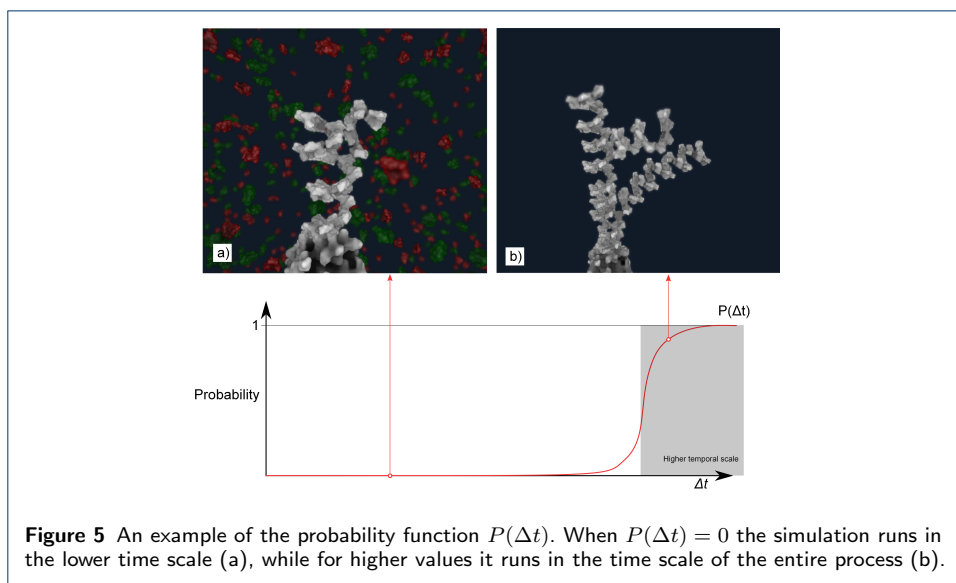 a)
b)
P(Δt)
1
Probability
Higher temporal scale
Δt
Figure 5 An example of the probability function P(Δt). When P(Δt) = 0 the simulation runs in
the lower time scale (a), while for higher values it runs in the time scale of the entire process (b).